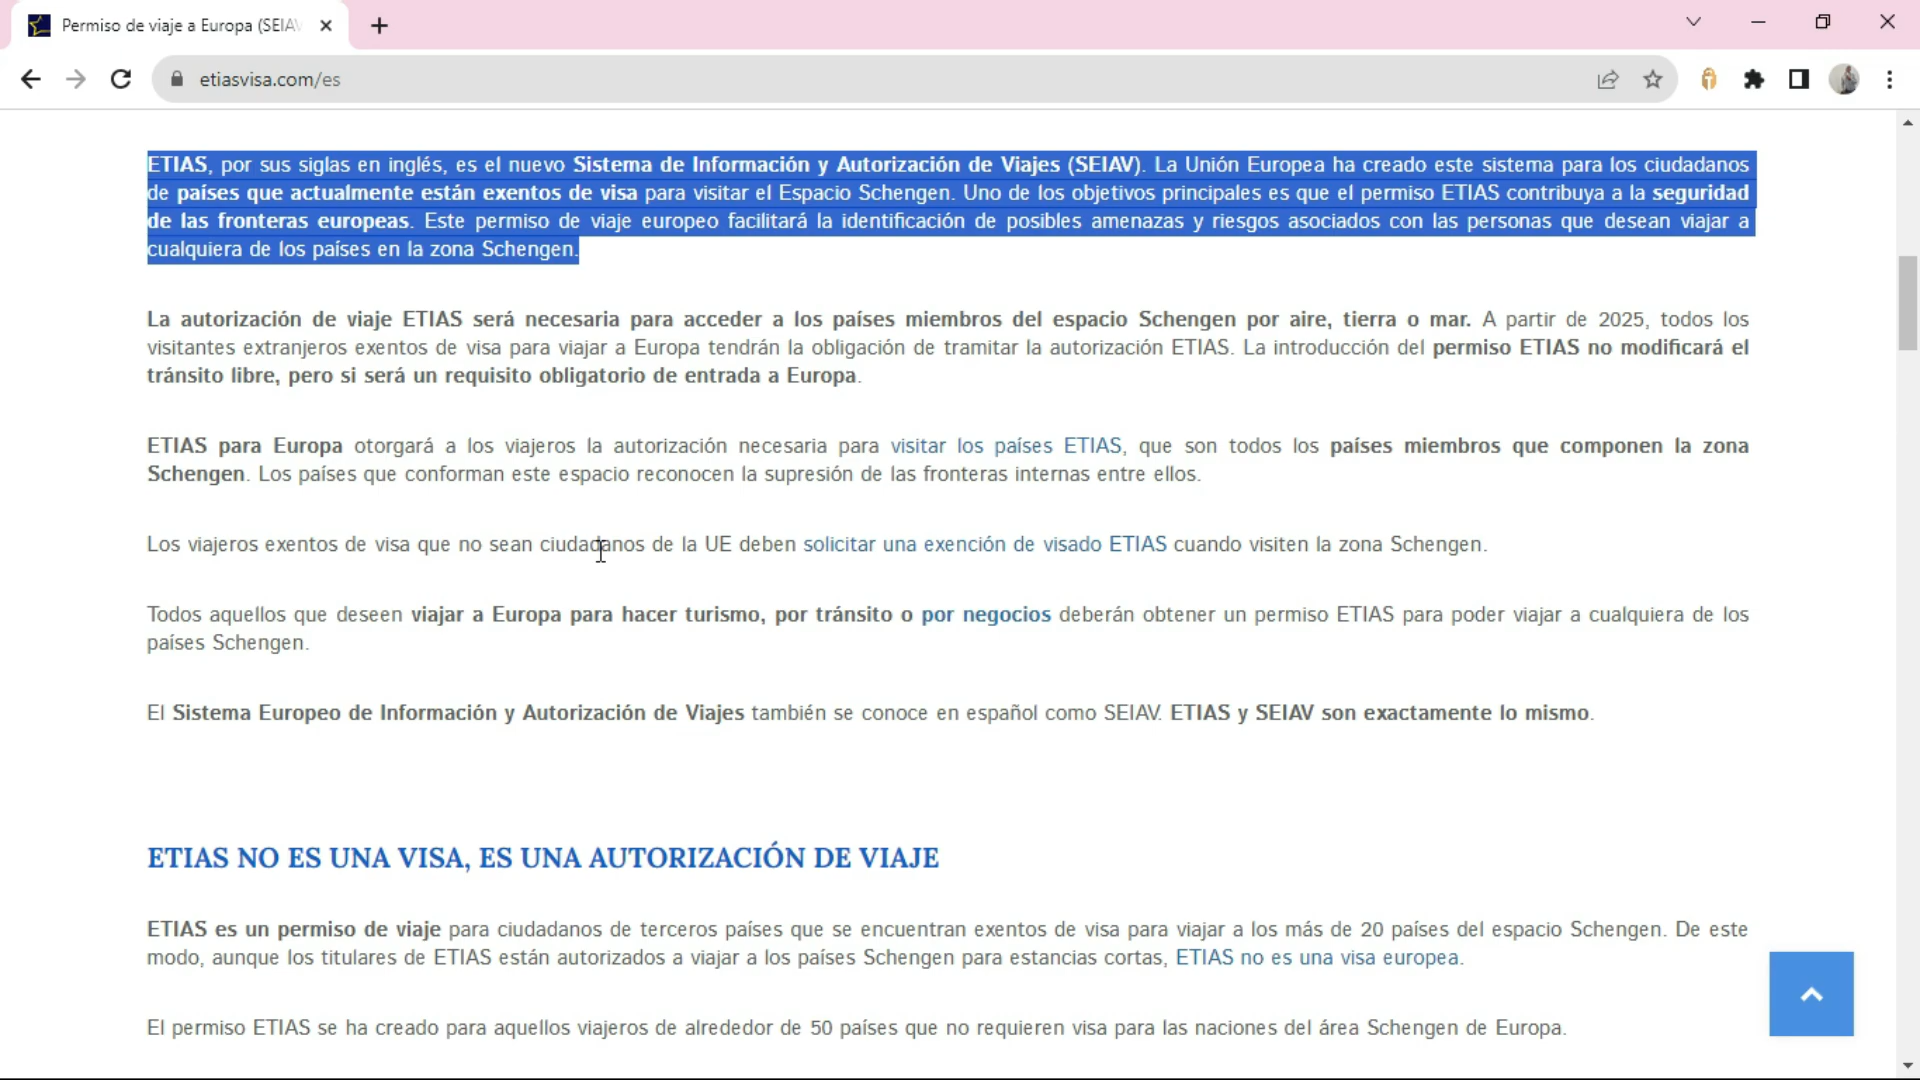 Permiso de viaje a Europa (SEIAV
etiasvisa.com/es
ETIAS, por sus siglas en inglés, es el nuevo Sistema de Información y Autorización de Viajes (SEIAV). La Unión Europea ha creado este sistema para los ciudadanos
de países que actualmente están exentos de visa para visitar el Espacio Schengen. Uno de los objetivos principales es que el permiso ETIAS contribuya a la seguridad
de las fronteras europeas. Este permiso de viaje europeo facilitará la identificación de posibles amenazas y riesgos asociados con las personas que desean viajar a
cualquiera de los países en la zona Schengen.
La autorización de viaje ETIAS será necesaria para acceder a los países miembros del espacio Schengen por aire, tierra o mar. A partir de 2025, todos los
visitantes extranjeros exentos de visa para viajar a Europa tendrán la obligación de tramitar la autorización ETIAS. La introducción del permiso ETIAS no modificará el
tránsito libre, pero si será un requisito obligatorio de entrada a Europa.
ETIAS para Europa otorgará a los viajeros la autorización necesaria para visitar los países ETIAS, que son todos los países miembros que componen la zona
Schengen. Los países que conforman este espacio reconocen la supresión de las fronteras internas entre ellos.
Los viajeros exentos de visa que no sean ciudadanos de la UE deben solicitar una exención de visado ETIAS cuando visiten la zona Schengen.
Todos aquellos que deseen viajar a Europa para hacer turismo, por tránsito o por negocios deberán obtener un permiso ETIAS para poder viajar a cualquiera de los
países Schengen.
El Sistema Europeo de Información y Autorización de Viajes también se conoce en español como SEIAV. ETIAS y SEIAV son exactamente lo mismo.
ETIAS NO ES UNA VISA, ES UNA AUTORIZACIÓN DE VIAJE
ETIAS es un permiso de viaje para ciudadanos de terceros países que se encuentran exentos de visa para viajar a los más de 20 países del espacio Schengen. De este
modo, aunque los titulares de ETIAS están autorizados a viajar a los países Schengen para estancias cortas, ETIAS no es una visa europea.
El permiso ETIAS se ha creado para aquellos viajeros de alrededor de 50 países que no requieren visa para las naciones del área Schengen de Europa.